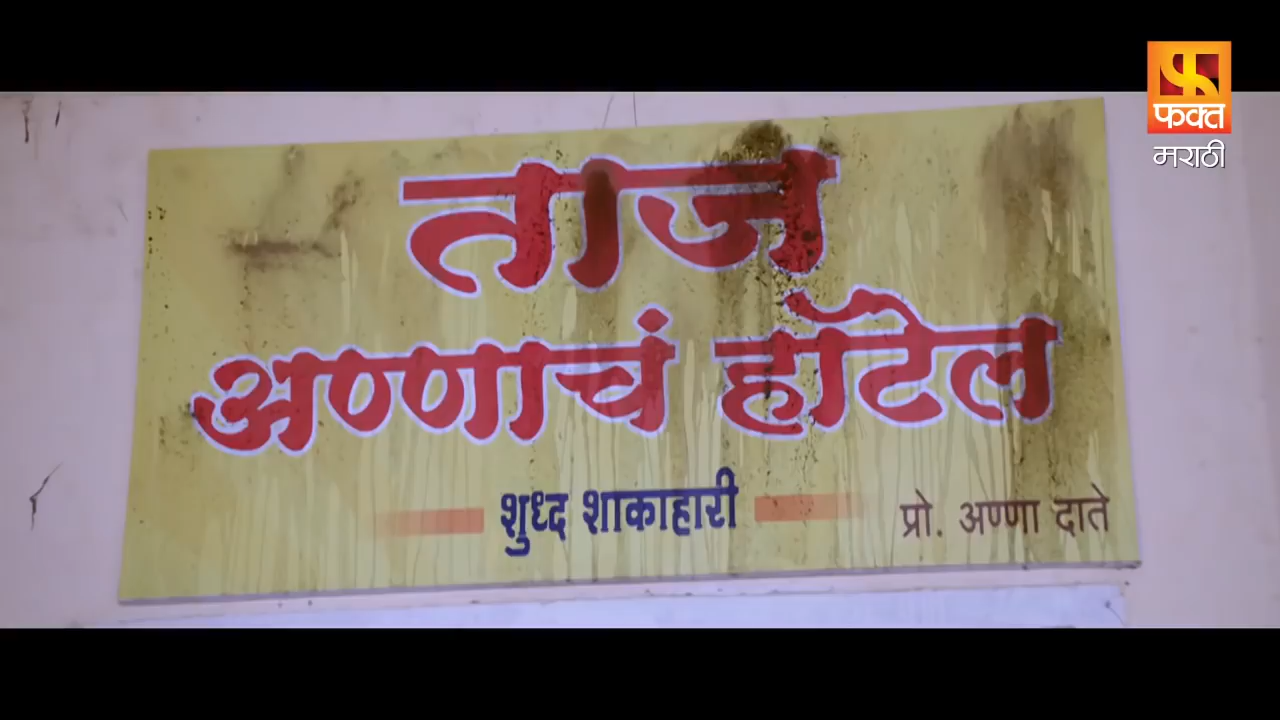 फक्त
मराठी
ताज
अण्णाचं हॉटेल
शुध्द शाकाहारी
प्रो. अण्णा दाते